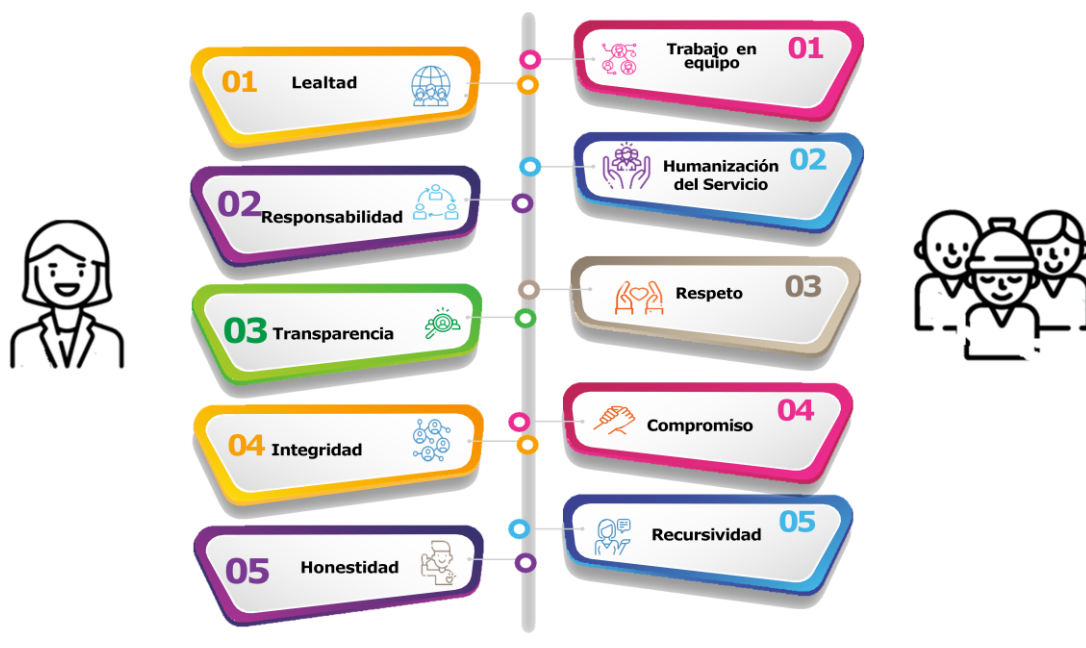 01 Lealtad
02 Responsabilidad
03 Transparencia
04 Integridad
05 Honestidad
Trabajo en 01
equipo
Humanización 02
del Servicio
Respeto 03
Compromiso 04
Recursividad 05